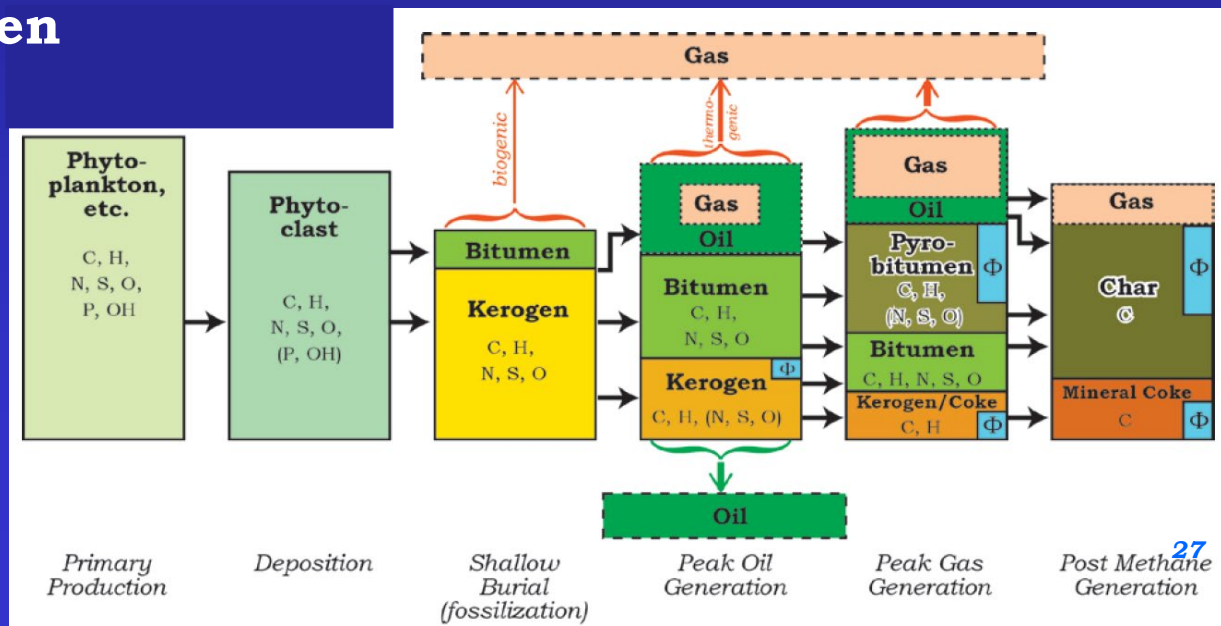 en
Gas
biogenic
thermo-
genic
Phyto-
plankton,
etc.
C, H,
N, S, O,
P, OH
Phyto-
clast
C, H,
N, S, O,
(P, OH)
Bitumen
Kerogen
C, H,
N, S, O
Gas
Oil
Bitumen
C, H,
N, S, O
Kerogen
Φ
C, H, (N, S, O)
Oil
Gas
Oil
Pyro-
bitumen
C, H,
(N, S, O)
Φ
Bitumen
C, H, N, S, O
Kerogen/Coke
C, H
Φ
Gas
Char
C
Φ
Mineral Coke
C
Φ
Primary
Production
Deposition
Shallow
Burial
(fossilization)
Peak Oil
Generation
Peak Gas
Generation
Post Methane
Generation
27